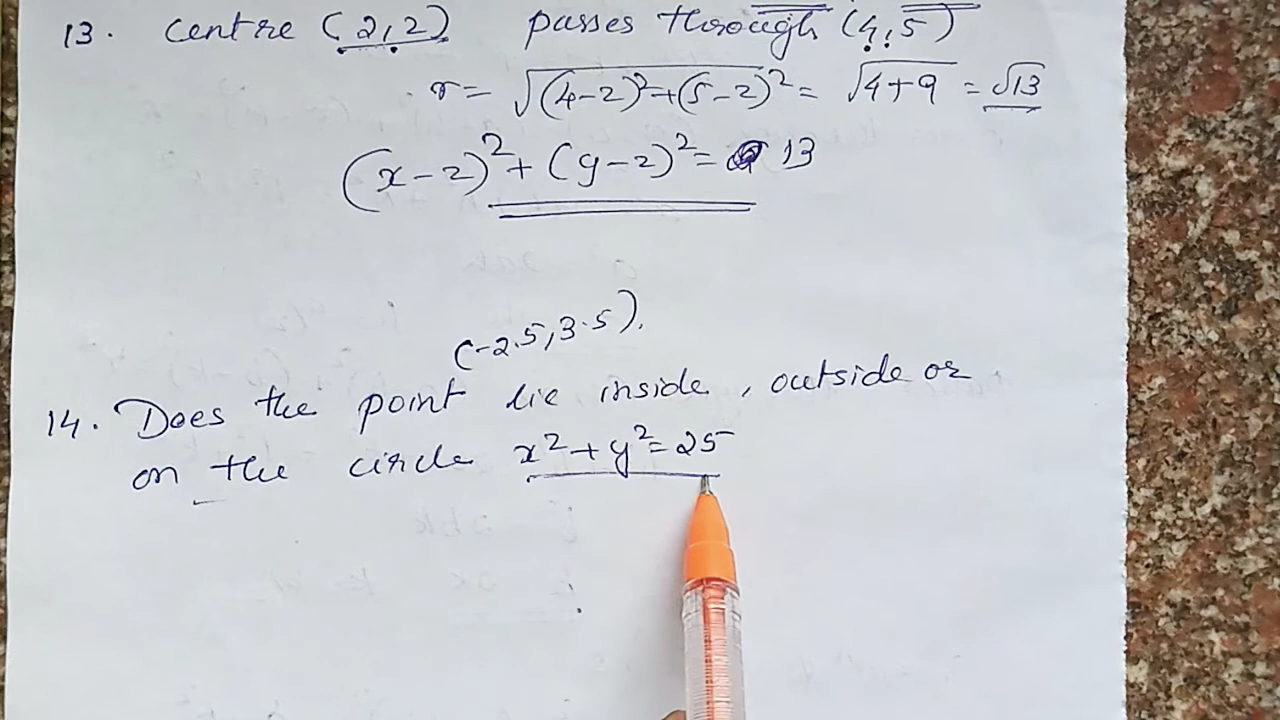 13. Centre (2,2) passes through (4,5)
r = √(4-2)²+(5-2)² = √4+9 = √13
(x-2)² + (y-2)² = 13
(-2.5, 3.5).
14. Does the point lie inside, outside or
on the circle x² + y² = 25